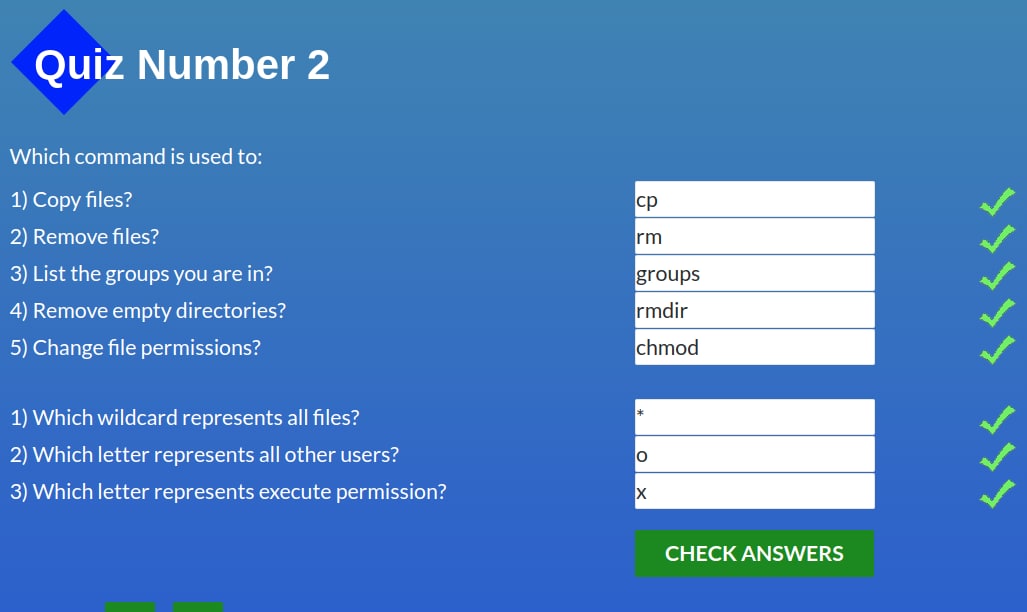 Quiz Number 2
Which command is used to:
1) Copy files? cp
2) Remove files? rm
3) List the groups you are in? groups
4) Remove empty directories? rmdir
5) Change file permissions? chmod
1) Which wildcard represents all files? *
2) Which letter represents all other users? o
3) Which letter represents execute permission? x
CHECK ANSWERS